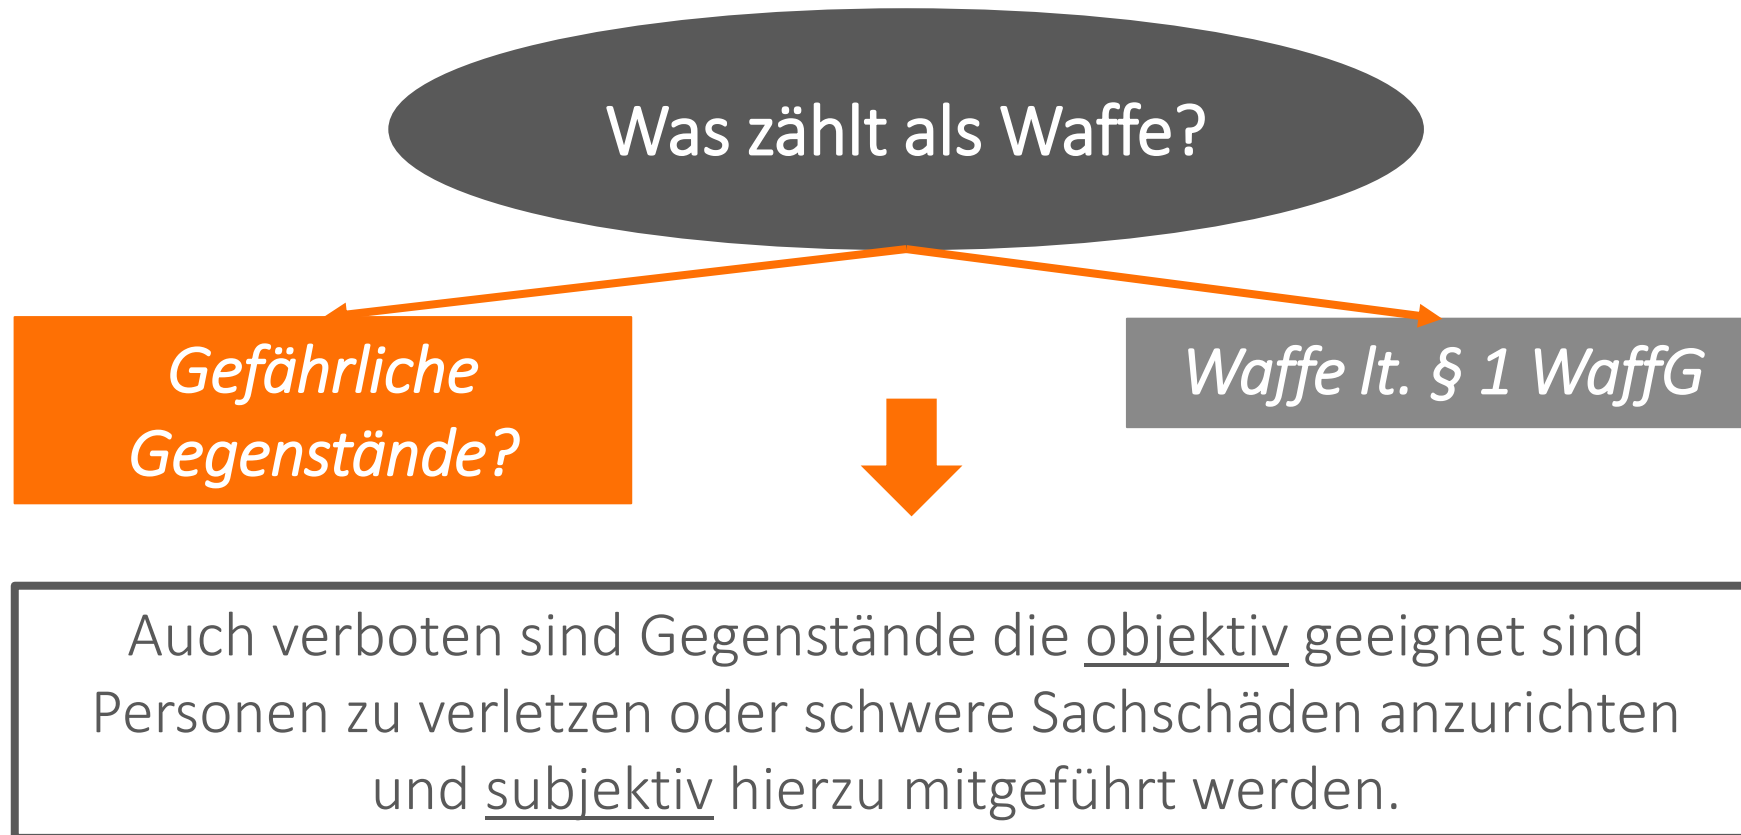 Was zählt als Waffe?
Gefährliche
Gegenstände?
Waffe lt. § 1 WaffG
Auch verboten sind Gegenstände die objektiv geeignet sind
Personen zu verletzen oder schwere Sachschäden anzurichten
und subjektiv hierzu mitgeführt werden.